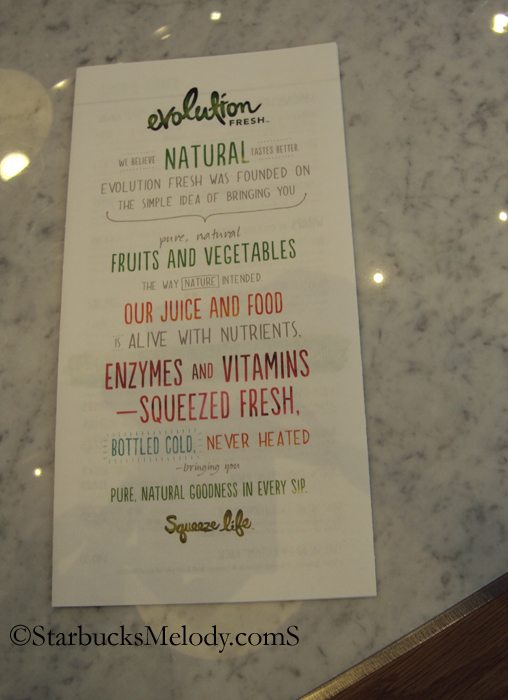 evolution
FRESH™
WE BELIEVE NATURAL TASTES BETTER
EVOLUTION FRESH WAS FOUNDED ON
THE SIMPLE IDEA OF BRINGING YOU
pure, natural
FRUITS AND VEGETABLES
THE WAY NATURE INTENDED
OUR JUICE AND FOOD
IS ALIVE WITH NUTRIENTS,
ENZYMES AND VITAMINS
—SQUEEZED FRESH,
BOTTLED COLD, NEVER HEATED
—bringing you
PURE, NATURAL GOODNESS IN EVERY SIP.
Squeeze life™
©StarbucksMelody.comS